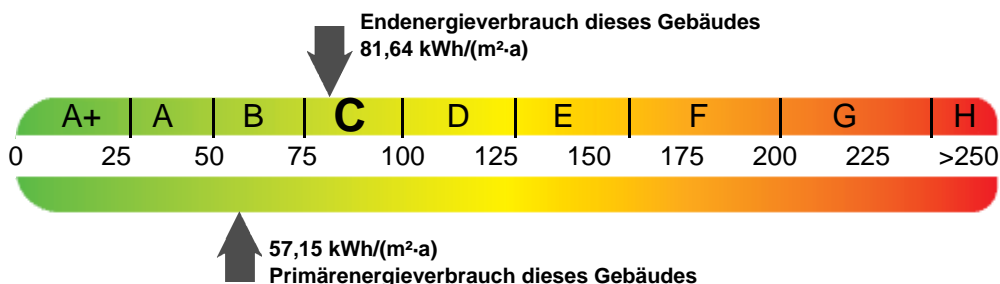 Endenergieverbrauch dieses Gebäudes
81,64 kWh/(m²·a)
A+ A B C D E F G H
0 25 50 75 100 125 150 175 200 225 >250
57,15 kWh/(m²·a)
Primärenergieverbrauch dieses Gebäudes